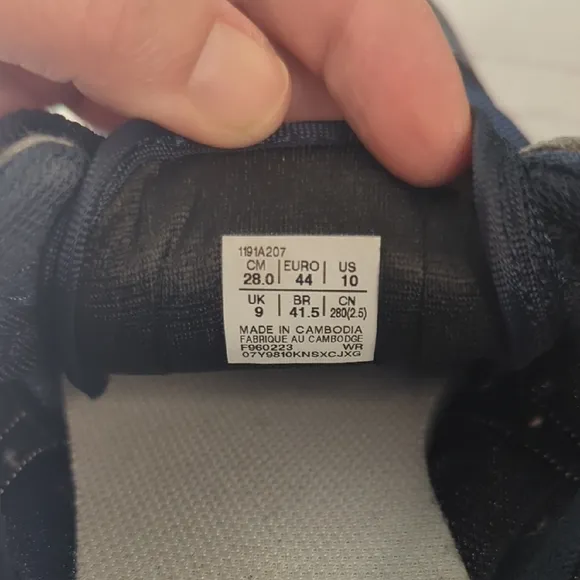 1191A207
CM EURO US
28.0 44 10
UK BR CN
9 41.5 280(2.5)
MADE IN CAMBODIA
FABRIQUE AU CAMBODGE
F960223 WR
07Y9810KNSXCJXG